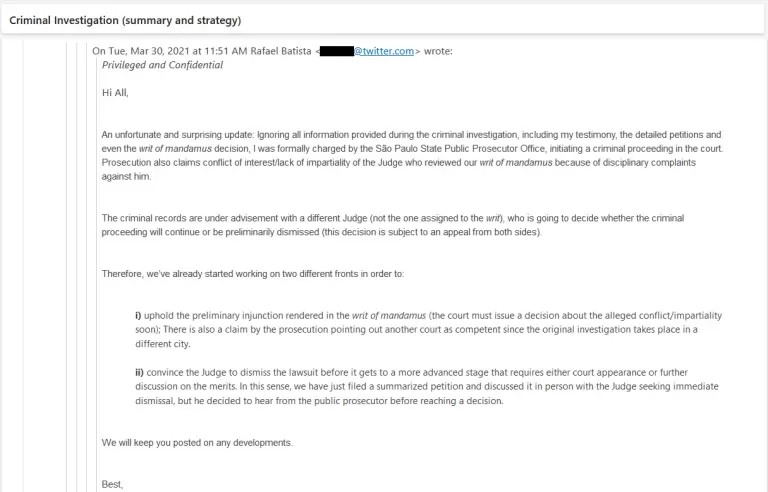 Criminal Investigation (summary and strategy)
On Tue, Mar 30, 2021 at 11:51 AM Rafael Batista <@twitter.com> wrote:
Privileged and Confidential
Hi All,
An unfortunate and surprising update: Ignoring all information provided during the criminal investigation, including my testimony, the detailed petitions and
even the writ of mandamus decision, I was formally charged by the São Paulo State Public Prosecutor Office, initiating a criminal proceeding in the court.
Prosecution also claims conflict of interest/lack of impartiality of the Judge who reviewed our writ of mandamus because of disciplinary complaints
against him.
The criminal records are under advisement with a different Judge (not the one assigned to the writ), who is going to decide whether the criminal
proceeding will continue or be preliminarily dismissed (this decision is subject to an appeal from both sides).
Therefore, we've already started working on two different fronts in order to:
i) uphold the preliminary injunction rendered in the writ of mandamus (the court must issue a decision about the alleged conflict/impartiality
soon); There is also a claim by the prosecution pointing out another court as competent since the original investigation takes place in a
different city.
ii) convince the Judge to dismiss the lawsuit before it gets to a more advanced stage that requires either court appearance or further
discussion on the merits. In this sense, we have just filed a summarized petition and discussed it in person with the Judge seeking immediate
dismissal, but he decided to hear from the public prosecutor before reaching a decision.
We will keep you posted on any developments.
Best,